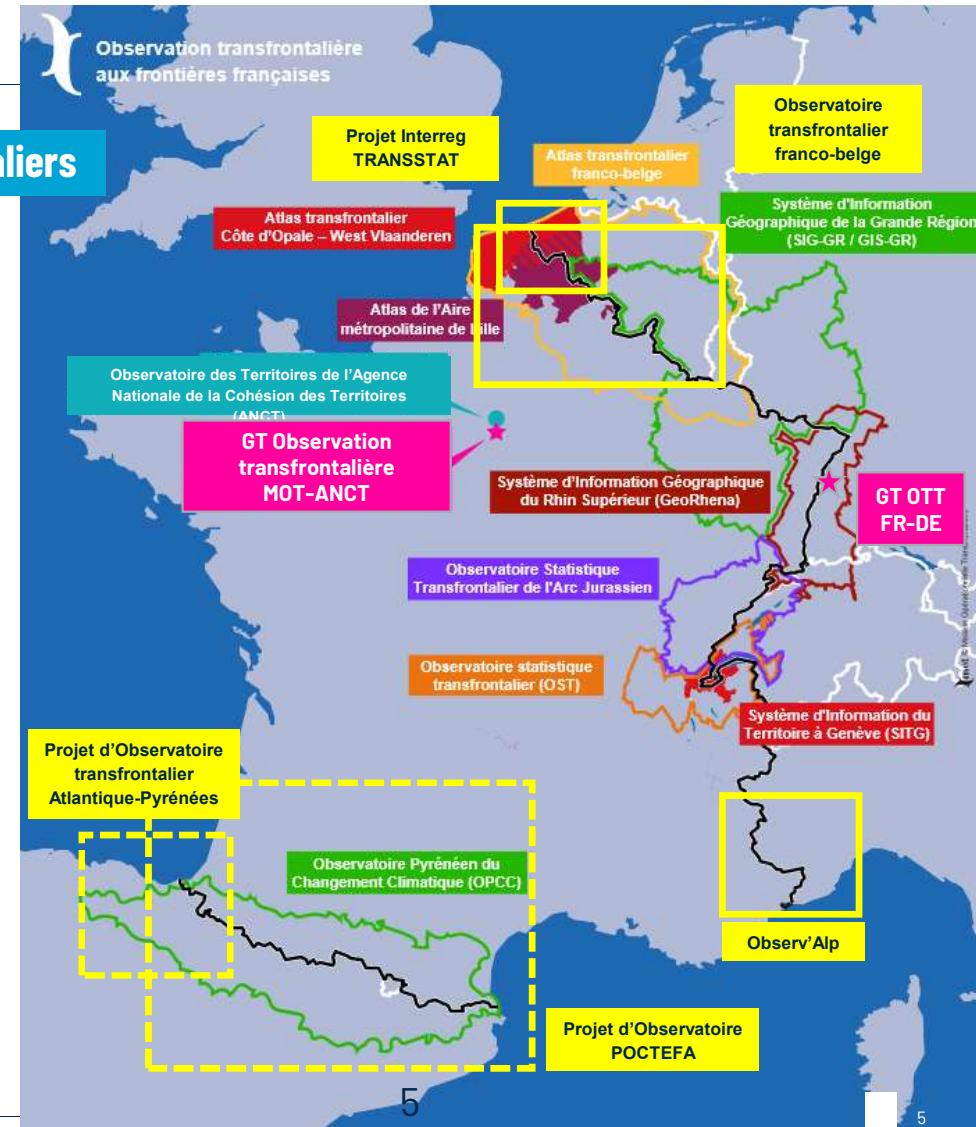 Observation transfrontalière
aux frontières françaises
aliers
Projet Interreg
TRANSSTAT
Observatoire
transfrontalier
franco-belge
Atlas transfrontalier
franco-belge
Atlas transfrontalier
Côte d'Opale – West Vlaanderen
Système d'Information
Géographique de la Grande Région
(SIG-GR / GIS-GR)
Atlas de l'Aire
métropolitaine de Lille
Observatoire des Territoires de l'Agence
Nationale de la Cohésion des Territoires
(ANCT)
GT Observation
transfrontalière
MOT-ANCT
Système d'Information Géographique
du Rhin Supérieur (GeoRhena)
GT OTT
FR-DE
Observatoire Statistique
Transfrontalier de l'Arc Jurassien
Observatoire statistique
transfrontalier (OST)
Système d'Information du
Territoire à Genève (SITG)
Projet d'Observatoire
transfrontalier
Atlantique-Pyrénées
Observatoire Pyrénéen du
Changement Climatique (OPCC)
Observ'Alp
Projet d'Observatoire
POCTEFA
5
5